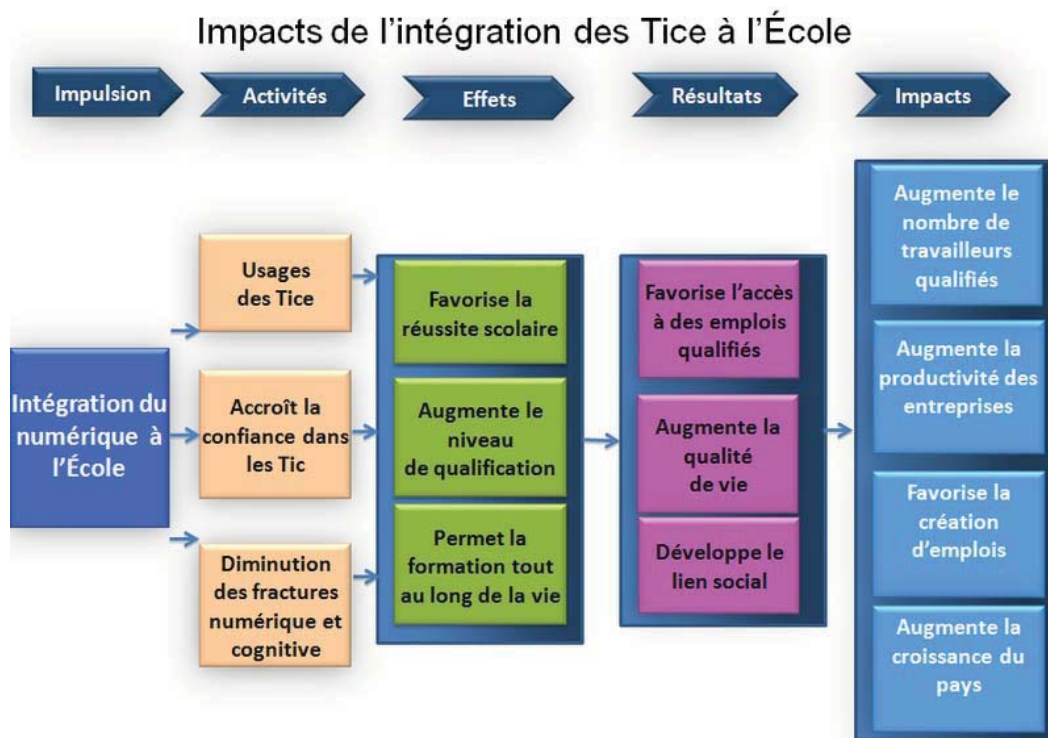 Impacts de l'intégration des Tice à l'École
Impulsion
Activités
Effets
Résultats
Impacts
Intégration du
numérique à
l'École
Usages
des Tice
Accroît la
confiance dans
les Tic
Diminution
des fractures
numérique et
cognitive
Favorise la
réussite scolaire
Augmente le
niveau
de qualification
Permet la
formation tout
au long de la vie
Favorise l'accès
à des emplois
qualifiés
Augmente la
qualité
de vie
Développe le
lien social
Augmente le
nombre de
travailleurs
qualifiés
Augmente la
productivité des
entreprises
Favorise la
création
d'emplois
Augmente la
croissance du
pays